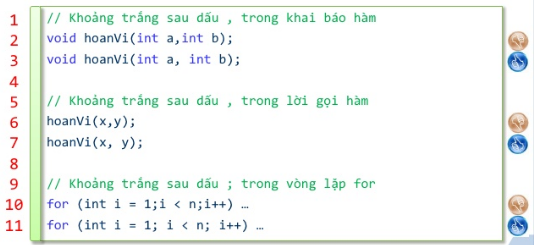 1 // Khoảng trắng sau dấu , trong khai báo hàm
2 void hoanVi(int a,int b);
3 void hoanVi(int a, int b);
4
5 // Khoảng trắng sau dấu , trong lời gọi hàm
6 hoanVi(x,y);
7 hoanVi(x, y);
8
9 // Khoảng trắng sau dấu ; trong vòng lặp for
10 for (int i = 1;i < n;i++) …
11 for (int i = 1; i < n; i++) …